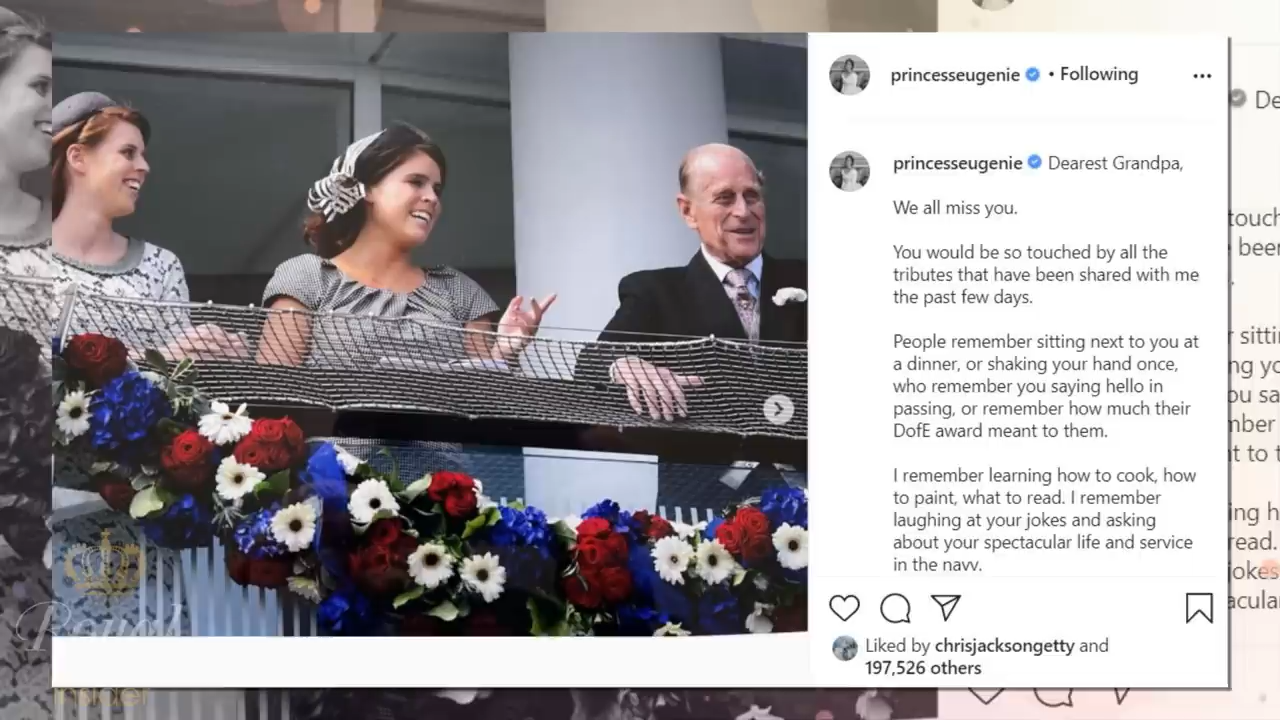 princesseugenie • Following
princesseugenie Dearest Grandpa,
We all miss you.
You would be so touched by all the
tributes that have been shared with me
the past few days.
People remember sitting next to you at
a dinner, or shaking your hand once,
who remember you saying hello in
passing, or remember how much their
DofE award meant to them.
I remember learning how to cook, how
to paint, what to read. I remember
laughing at your jokes and asking
about your spectacular life and service
in the navy.
Liked by chrisjacksongetty and
197,526 others
Royal
Insider